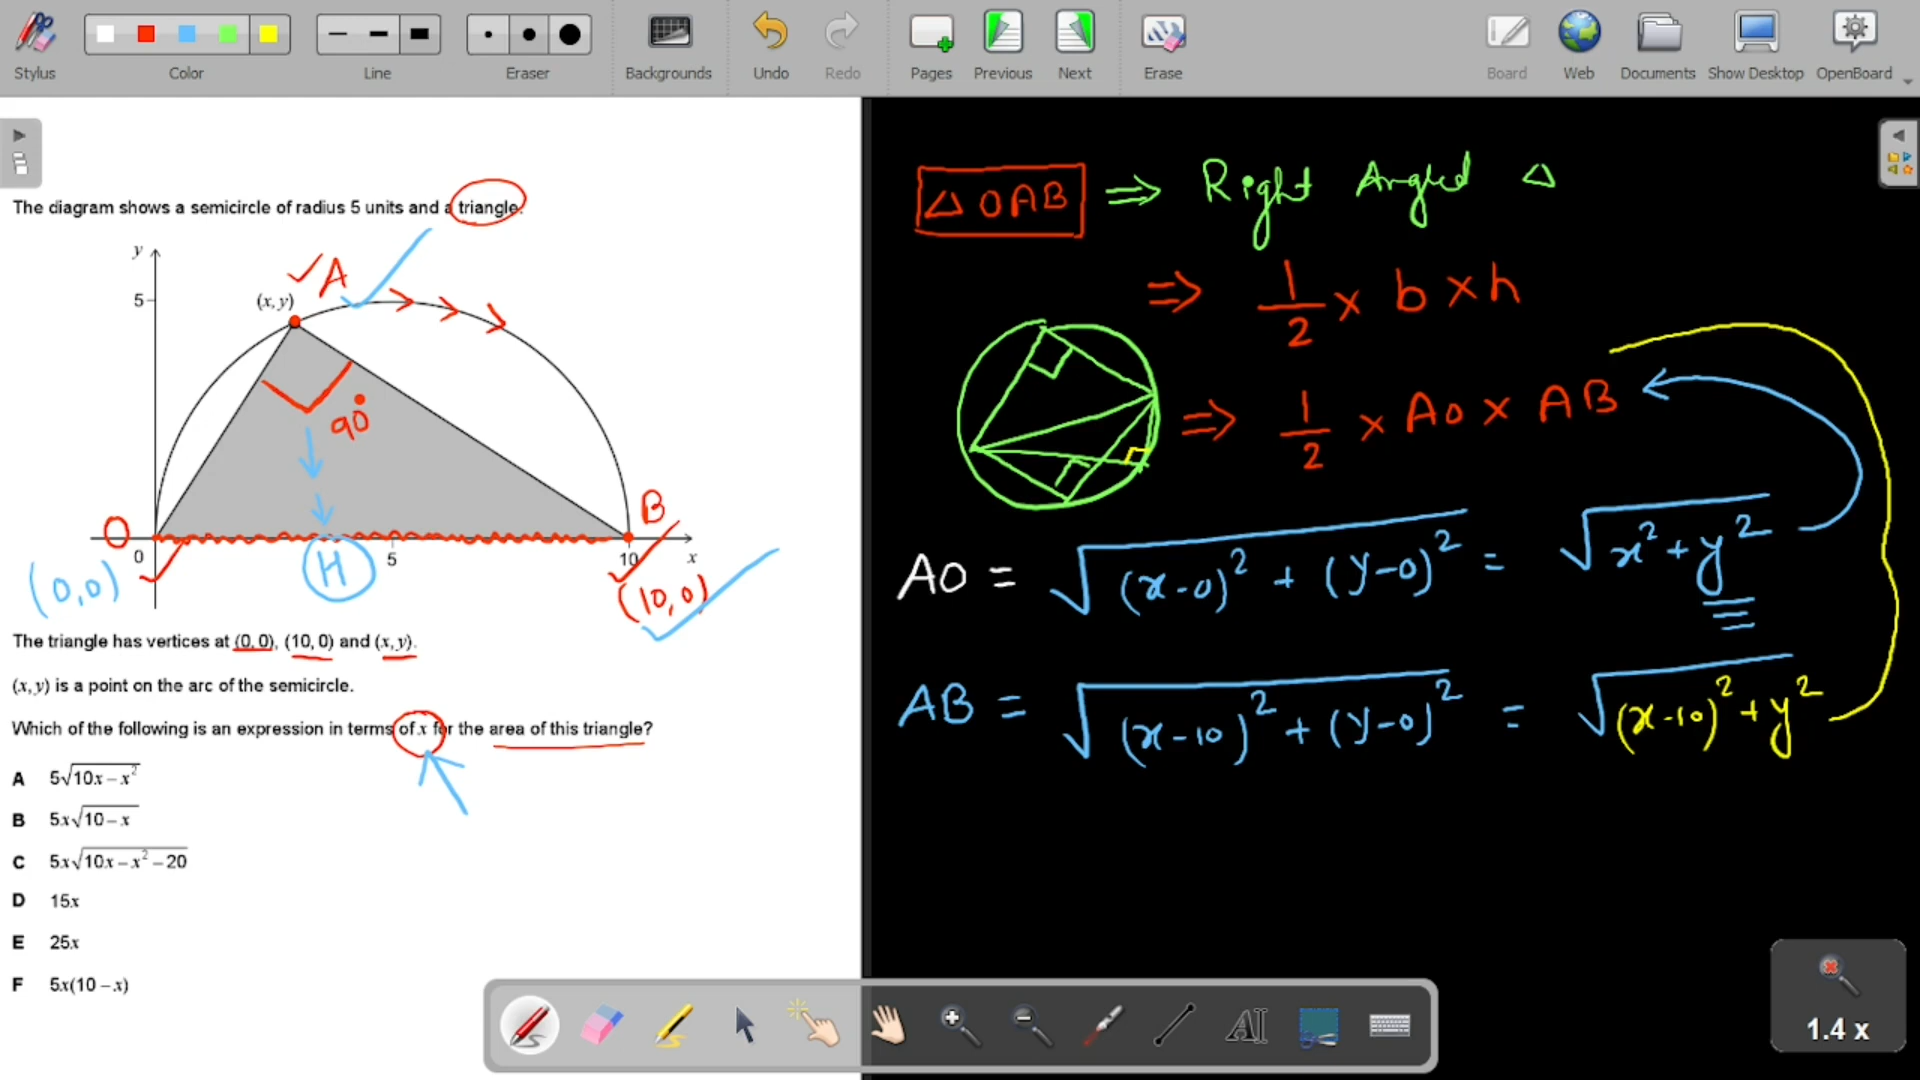 Stylus Color Line Eraser Backgrounds Undo Redo Pages Previous Next Erase Board Web Documents Show Desktop OpenBoard
The diagram shows a semicircle of radius 5 units and a triangle.
y
5
(x, y)
A
90°
O
B
0
5
10
x
(0,0)
H
(10,0)
The triangle has vertices at (0, 0), (10, 0) and (x, y).
(x, y) is a point on the arc of the semicircle.
Which of the following is an expression in terms of x for the area of this triangle?
A 5√(10x – x²)
B 5x√(10 – x)
C 5x√(10x – x² – 20)
D 15x
E 25x
F 5x(10 – x)
△ OAB ⇒ Right Angled △
⇒ 1/2 × b × h
⇒ 1/2 × AO × AB
AO = √((x-0)² + (y-0)²) = √(x² + y²)
AB = √((x-10)² + (y-0)²) = √((x-10)² + y²)
1.4 x